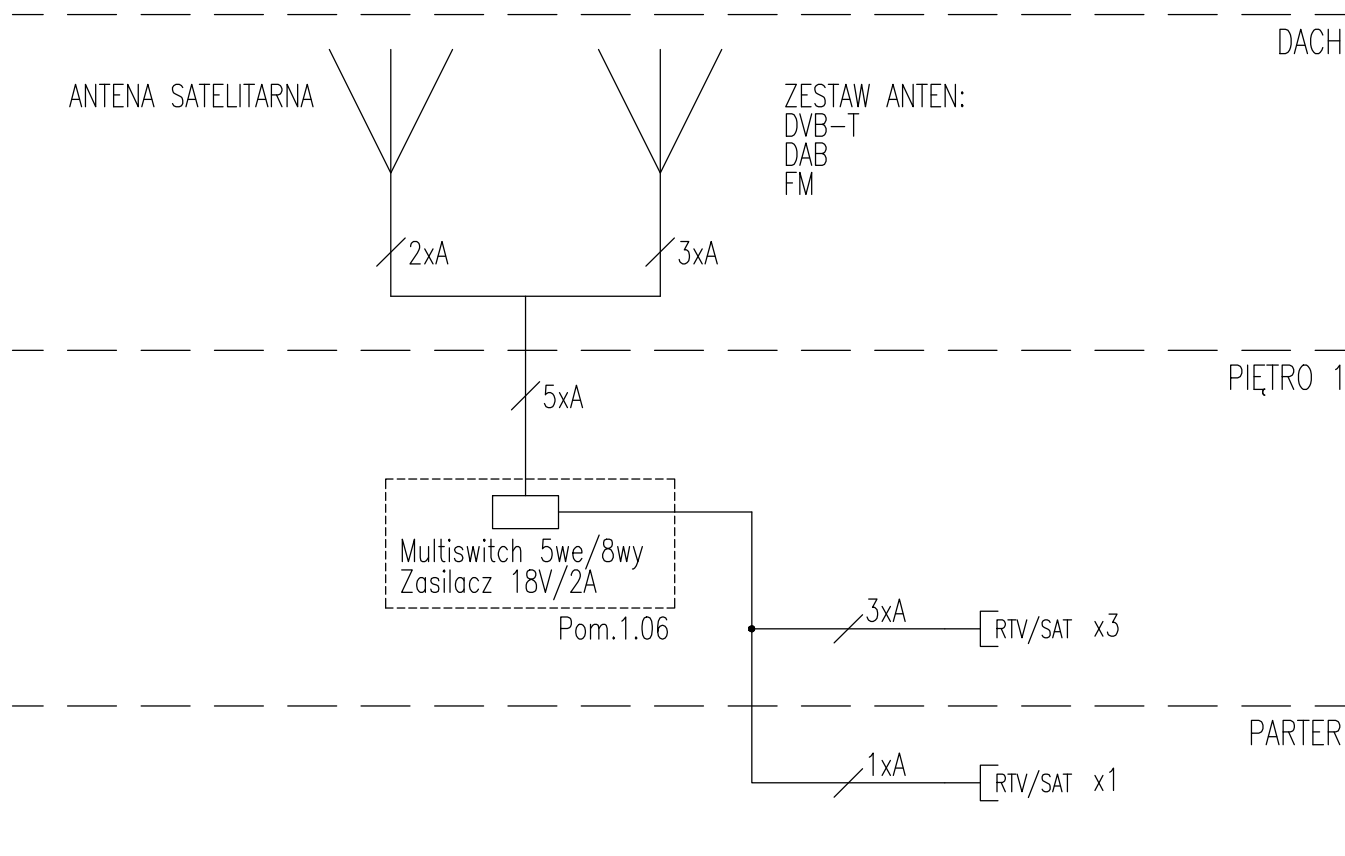 DACH
ANTENA SATELITARNA
ZESTAW ANTEN:
DVB-T
DAB
FM
2xA
3xA
PIĘTRO 1
5xA
Multiswitch 5we/8wy
Zasilacz 18V/2A
Pom.1.06
3xA
RTV/SAT x3
PARTER
1xA
RTV/SAT x1